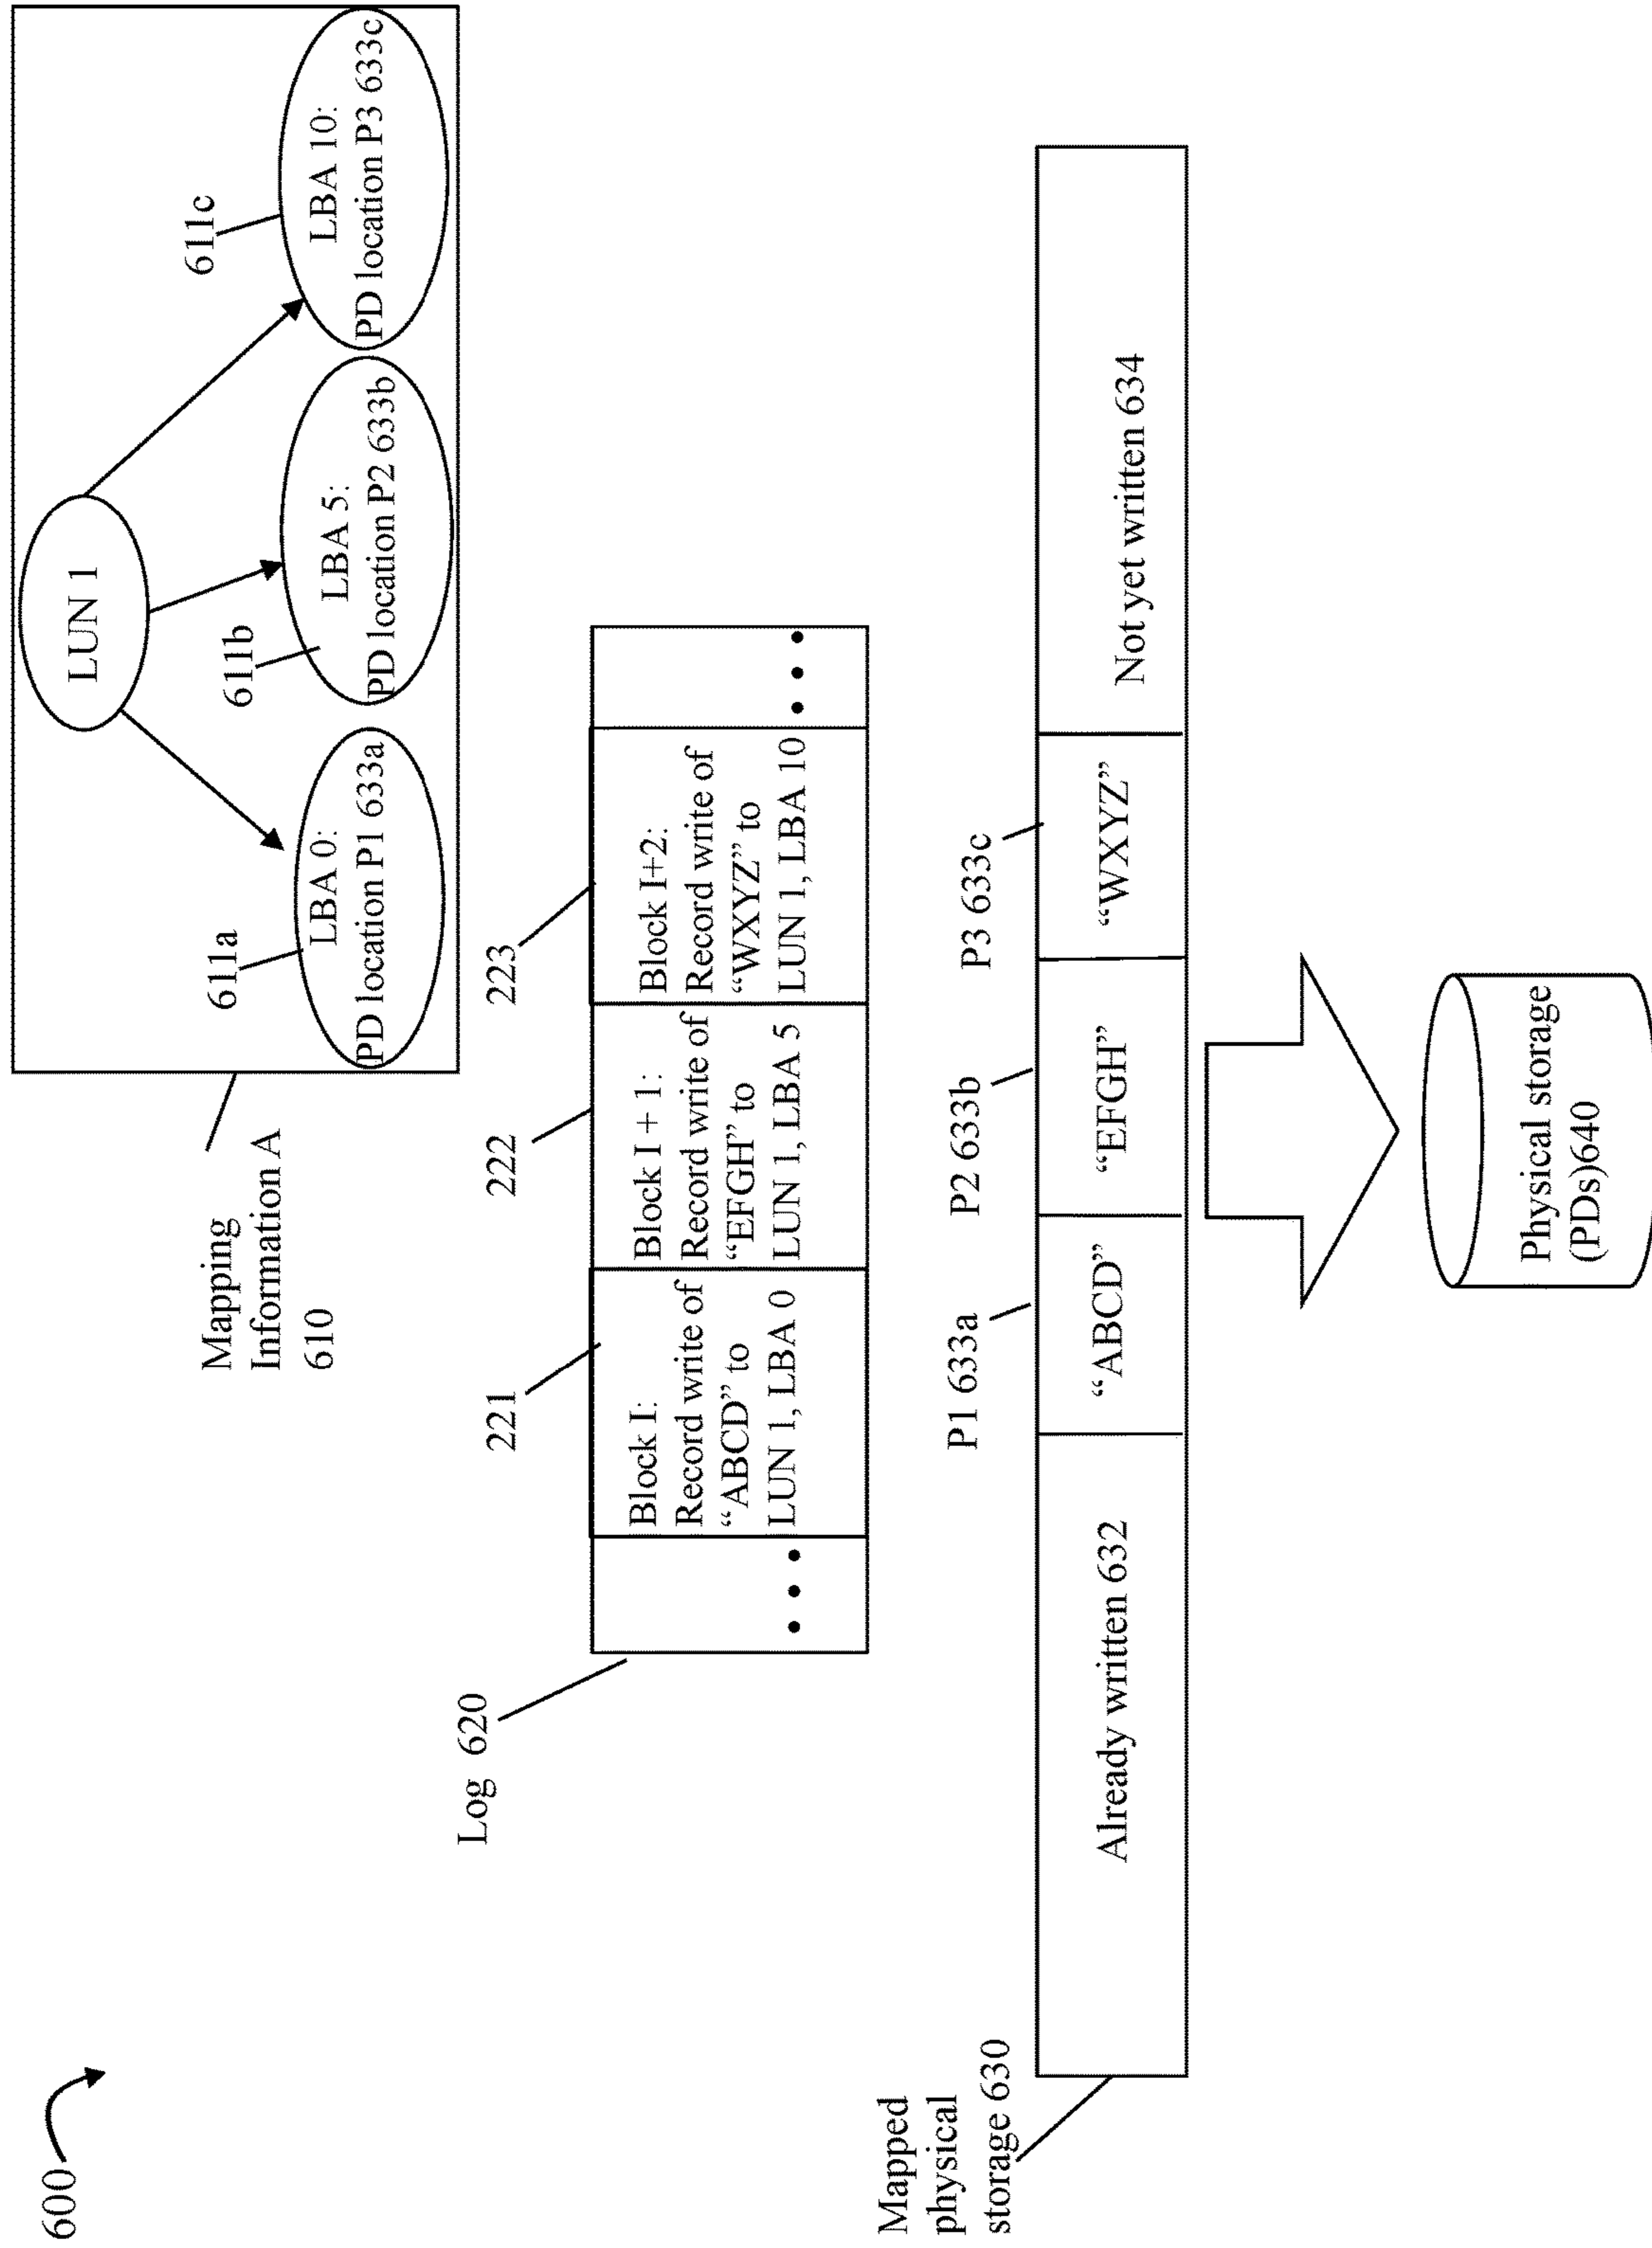 600
LUN 1
611a
611b
611c
LBA 0:
PD location P1 633a
LBA 5:
PD location P2 633b
LBA 10:
PD location P3 633c
Mapping
Information A
610
Log 620
221
222
223
Block I:
Record write of
“ABCD” to
LUN 1, LBA 0
Block I + 1:
Record write of
“EFGH” to
LUN 1, LBA 5
Block I+2:
Record write of
“WXYZ” to
LUN 1, LBA 10
Mapped
physical
storage 630
P1 633a
P2 633b
P3 633c
Already written 632
“ABCD”
“EFGH”
“WXYZ”
Not yet written 634
Physical storage
(PDs)640